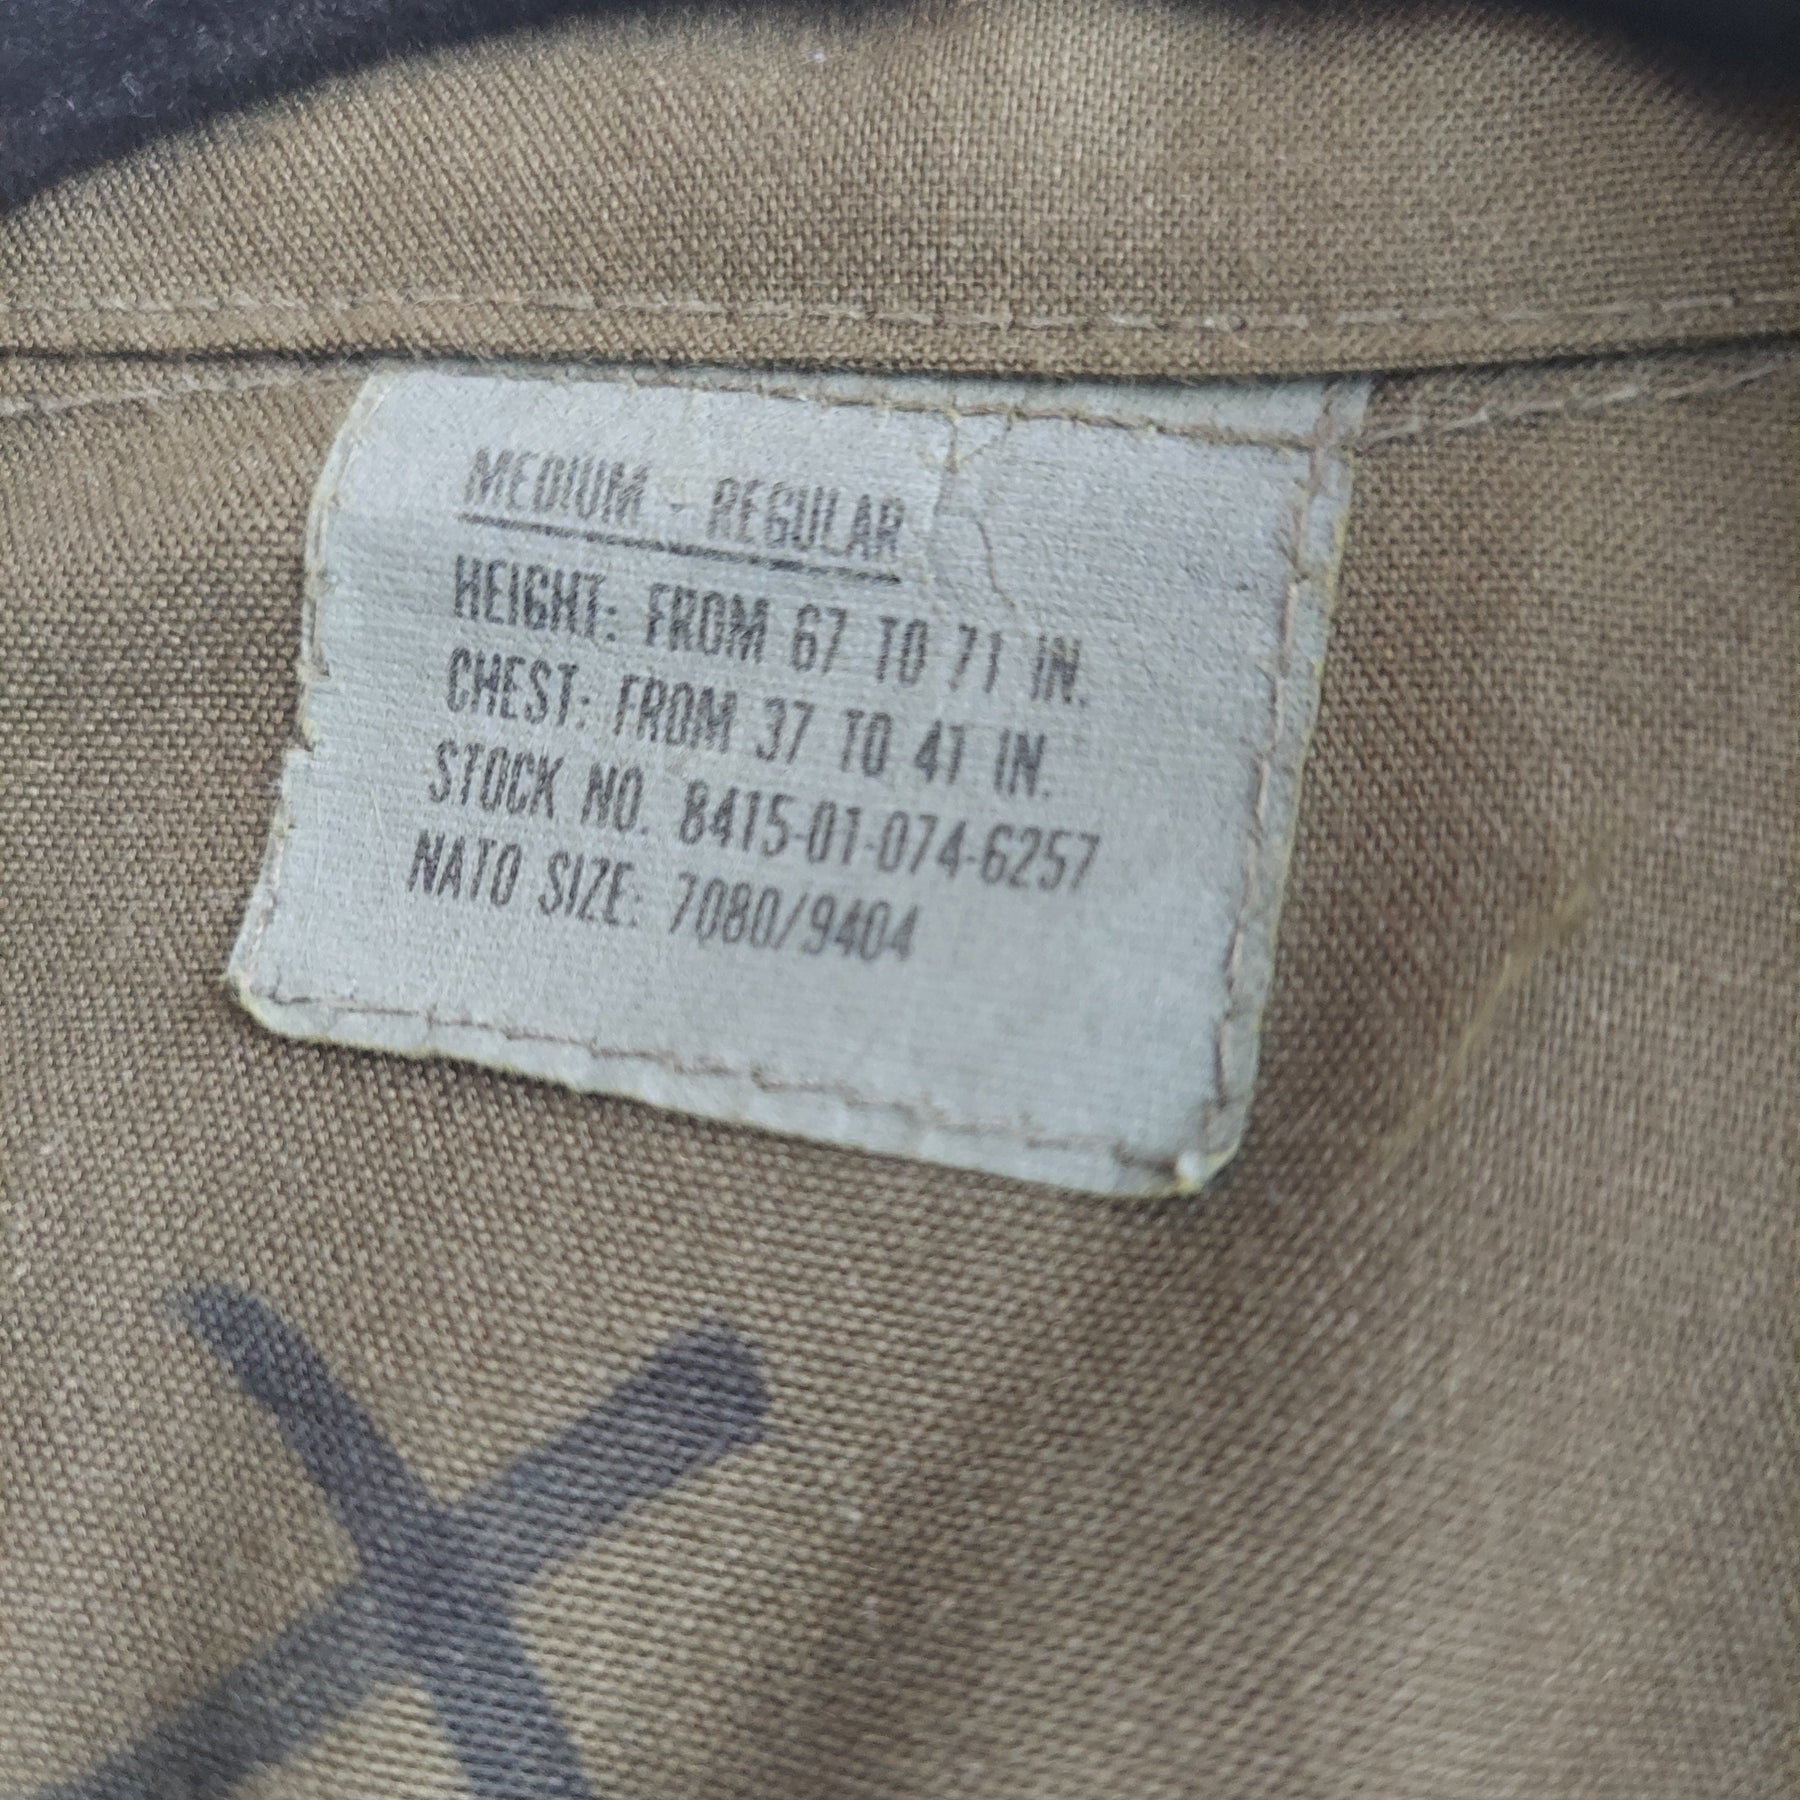 MEDIUM - REGULAR
HEIGHT: FROM 67 TO 71 IN.
CHEST: FROM 37 TO 41 IN.
STOCK NO. 8415-01-074-6257
NATO SIZE: 7080/9404
X